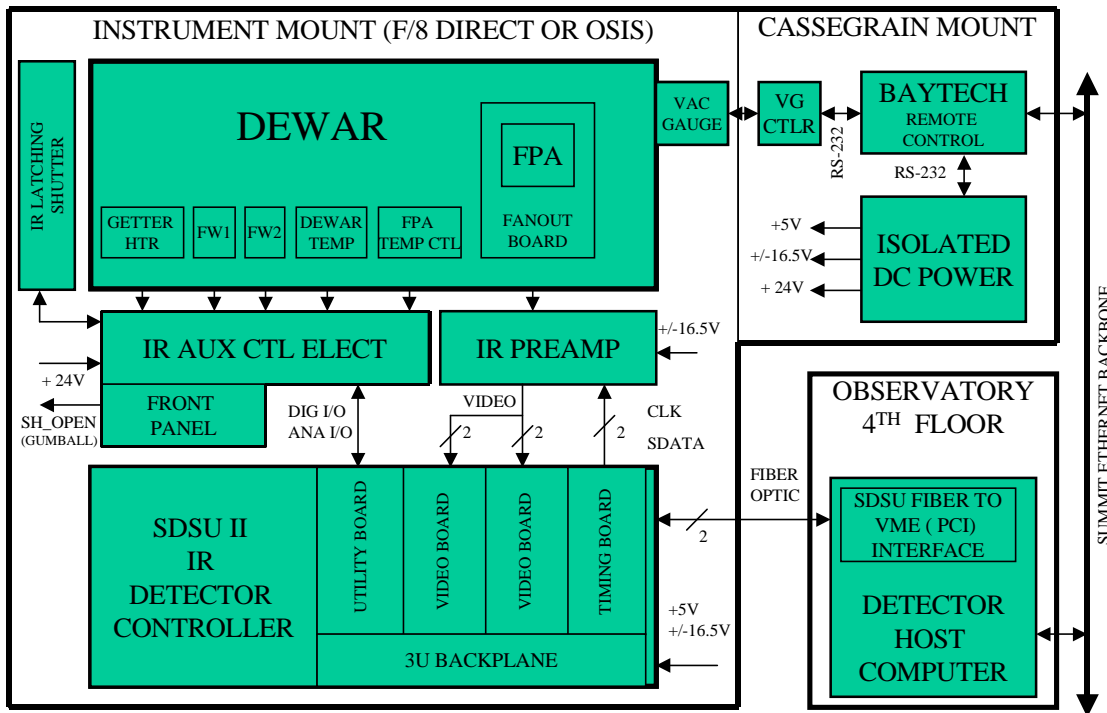 INSTRUMENT MOUNT (F/8 DIRECT OR OSIS)
CASSEGRAIN MOUNT
IR LATCHING
SHUTTER
DEWAR
FPA
FANOUT
BOARD
GETTER
HTR
FW1
FW2
DEWAR
TEMP
FPA
TEMP CTL
VAC
GAUGE
VG
CTLR
RS-232
BAYTECH
REMOTE
CONTROL
RS-232
+5V
+/-16.5V
+ 24V
ISOLATED
DC POWER
SUMMIT ETHERNET BACKBONE
IR AUX CTL ELECT
IR PREAMP
+/-16.5V
+ 24V
SH_OPEN
(GUMBALL)
FRONT
PANEL
DIG I/O
ANA I/O
VIDEO
2
2
2
CLK
SDATA
SDSU II
IR
DETECTOR
CONTROLLER
UTILITY BOARD
VIDEO BOARD
VIDEO BOARD
TIMING BOARD
3U BACKPLANE
+5V
+/-16.5V
FIBER
OPTIC
2
OBSERVATORY
4TH FLOOR
SDSU FIBER TO
VME ( PCI)
INTERFACE
DETECTOR
HOST
COMPUTER